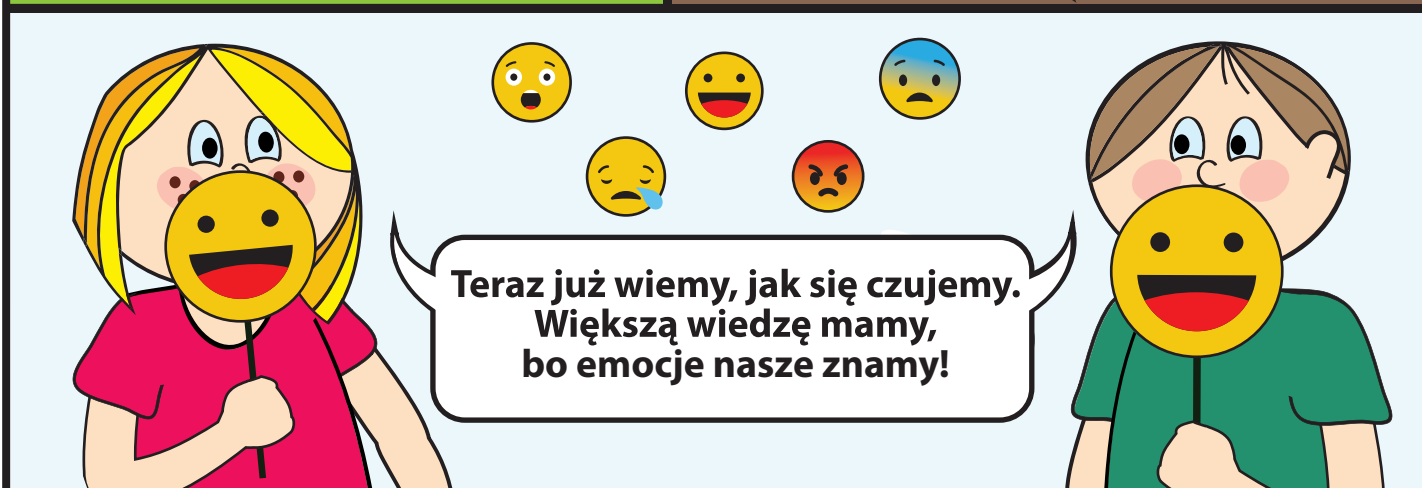 Teraz już wiemy, jak się czujemy.
Większą wiedzę mamy,
bo emocje nasze znamy!